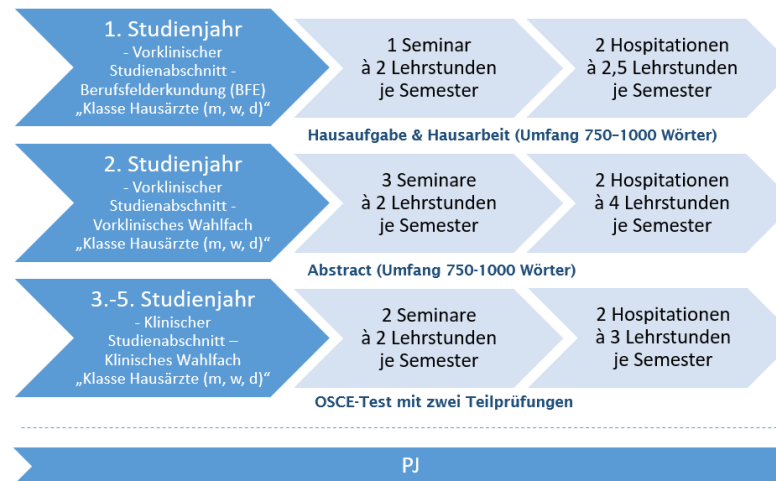 1. Studienjahr
- Vorklinischer
Studienabschnitt -
Berufsfelderkundung (BFE)
„Klasse Hausärzte (m, w, d)“
1 Seminar
à 2 Lehrstunden
je Semester
2 Hospitationen
à 2,5 Lehrstunden
je Semester
Hausaufgabe & Hausarbeit (Umfang 750–1000 Wörter)
2. Studienjahr
- Vorklinischer
Studienabschnitt -
Vorklinisches Wahlfach
„Klasse Hausärzte (m, w, d)“
3 Seminare
à 2 Lehrstunden
je Semester
2 Hospitationen
à 4 Lehrstunden
je Semester
Abstract (Umfang 750-1000 Wörter)
3.-5. Studienjahr
- Klinischer
Studienabschnitt –
Klinisches Wahlfach
„Klasse Hausärzte (m, w, d)“
2 Seminare
à 2 Lehrstunden
je Semester
2 Hospitationen
à 3 Lehrstunden
je Semester
OSCE-Test mit zwei Teilprüfungen
PJ